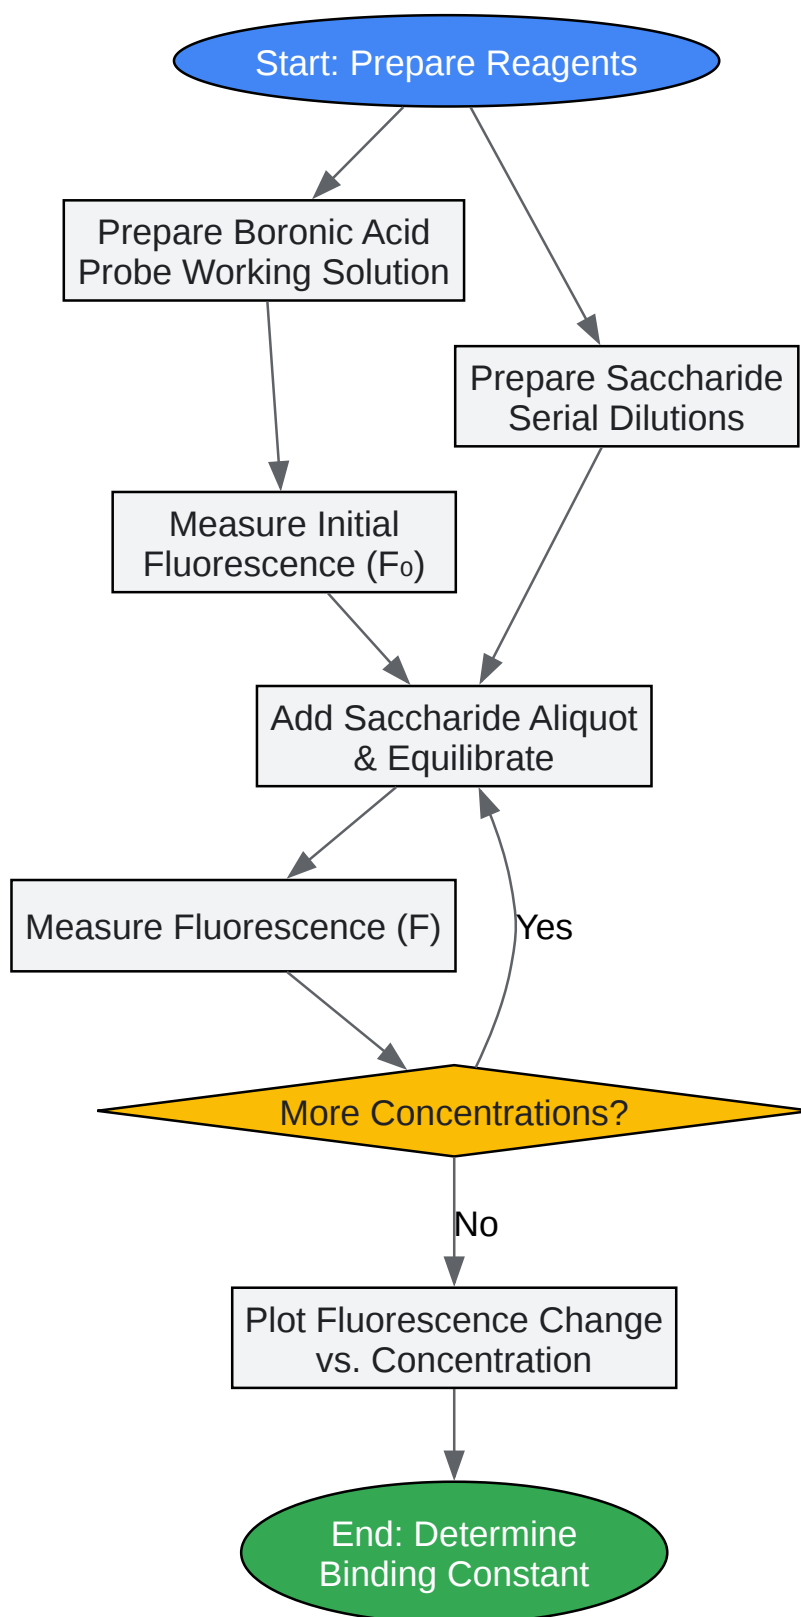 Start: Prepare Reagents
Prepare Boronic Acid
Probe Working Solution
Prepare Saccharide
Serial Dilutions
Measure Initial
Fluorescence (F₀)
Add Saccharide Aliquot
& Equilibrate
Measure Fluorescence (F)
Yes
More Concentrations?
No
Plot Fluorescence Change
vs. Concentration
End: Determine
Binding Constant